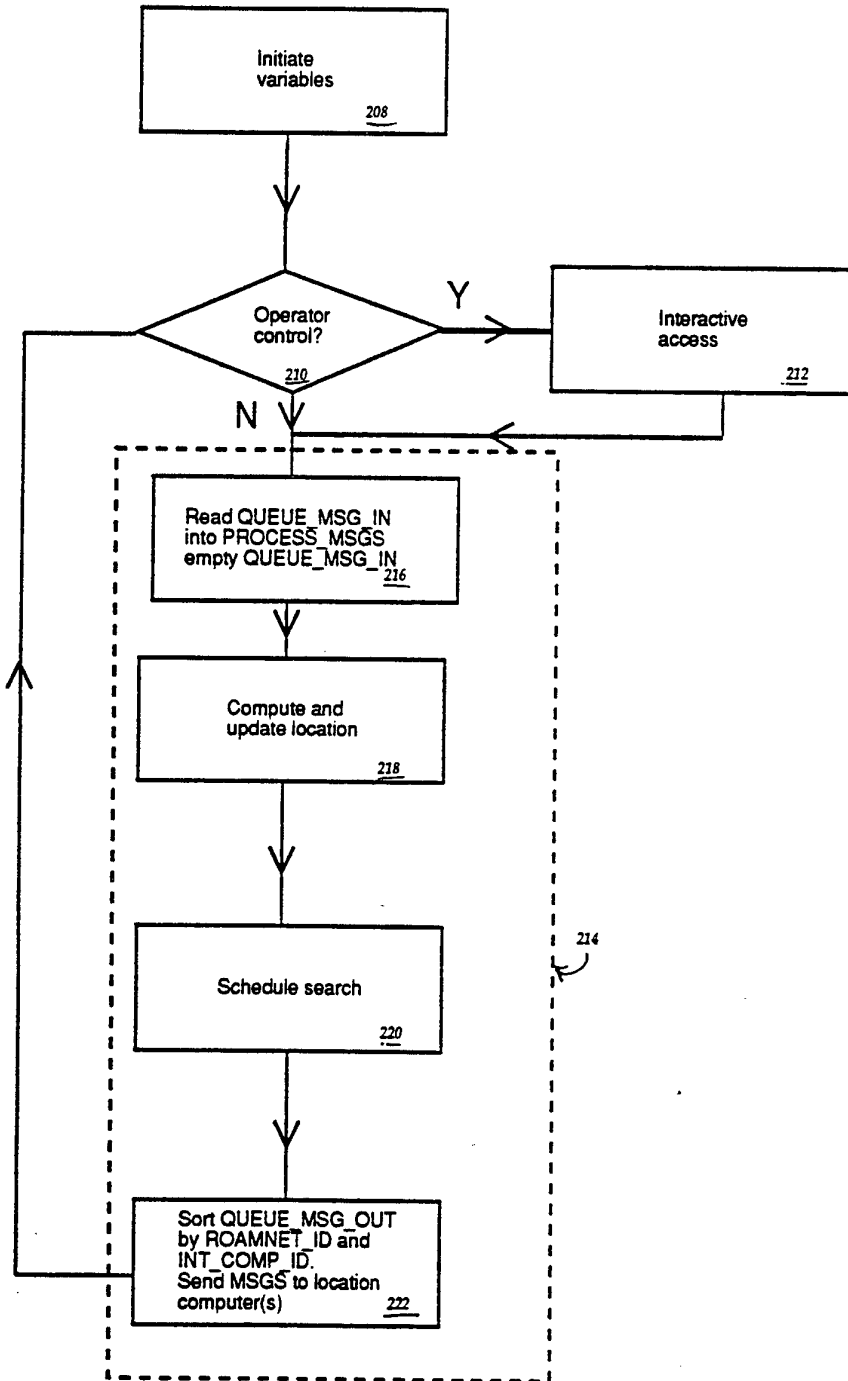 Initiate
variables
208
Operator
control?
210
Y
Interactive
access
212
N
Read QUEUE_MSG_IN
into PROCESS_MSGS
empty QUEUE_MSG_IN
216
Compute and
update location
218
214
Schedule search
220
Sort QUEUE_MSG_OUT
by ROAMNET_ID and
INT_COMP_ID.
Send MSGS to location
computer(s)
222